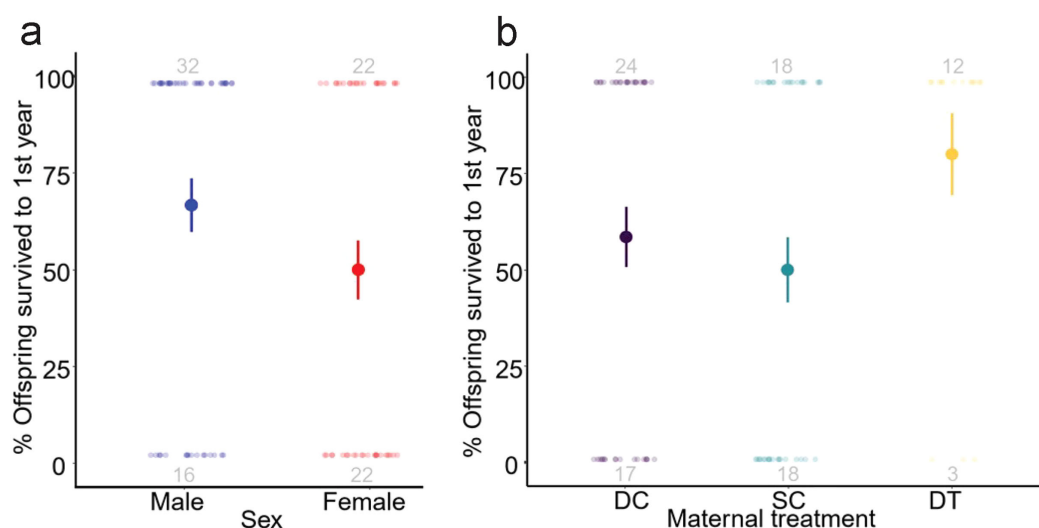 a
% Offspring survived to 1st year
100
75
50
25
0
32
22
16
22
Male
Female
Sex
b
% Offspring survived to 1st year
100
75
50
25
0
24
18
12
17
18
3
DC
SC
DT
Maternal treatment